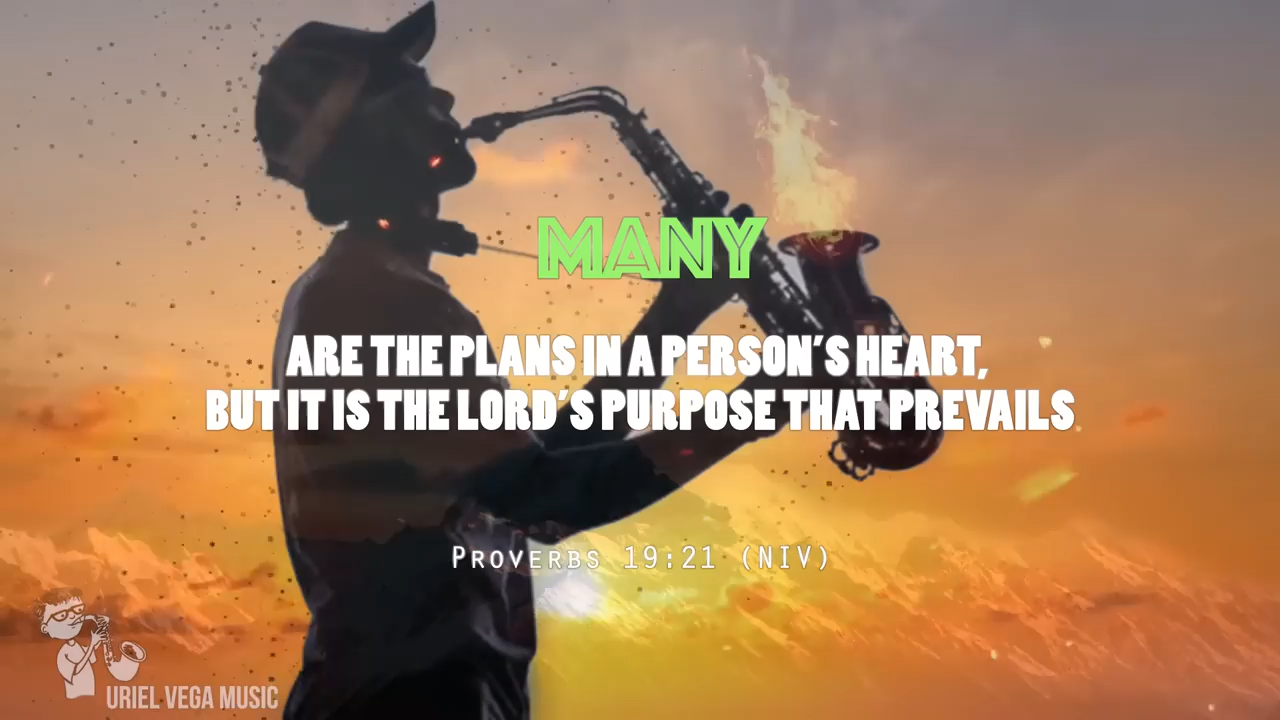 MANY
ARE THE PLANS IN A PERSON'S HEART,
BUT IT IS THE LORD'S PURPOSE THAT PREVAILS
PROVERBS 19:21 (NIV)
URIEL VEGA MUSIC